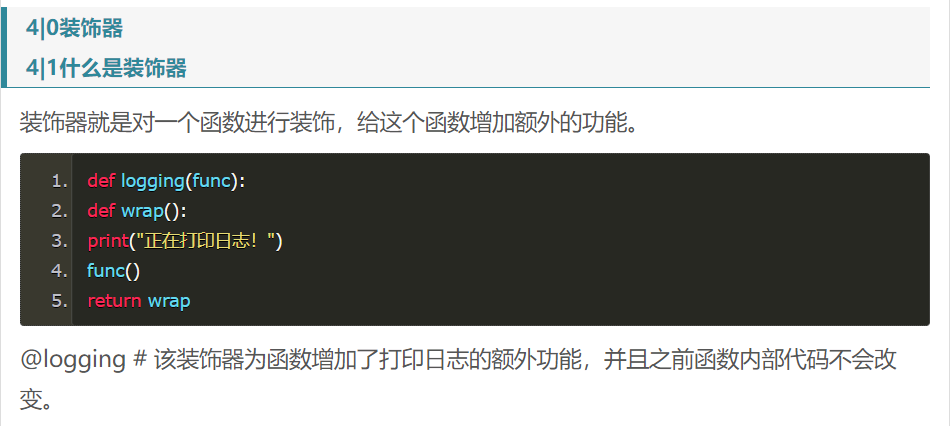 4|0装饰器
4|1什么是装饰器
装饰器就是对一个函数进行装饰，给这个函数增加额外的功能。
1. def logging(func):
2. def wrap():
3. print("正在打印日志！")
4. func()
5. return wrap
@logging # 该装饰器为函数增加了打印日志的额外功能，并且之前函数内部代码不会改
变。